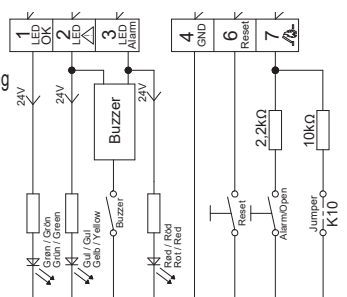 1 LED OK
2 LED
3 LED Alarm
4 GND
6 Reset
7
g
24V
24V
24V
Buzzer
2,2kΩ
10kΩ
Grøn / Grön
Grün / Green
Gul / Gul
Gelb / Yellow
Buzzer
Rød / Röd
Rot / Red
Reset
Alarm/Open
Jumper
K10